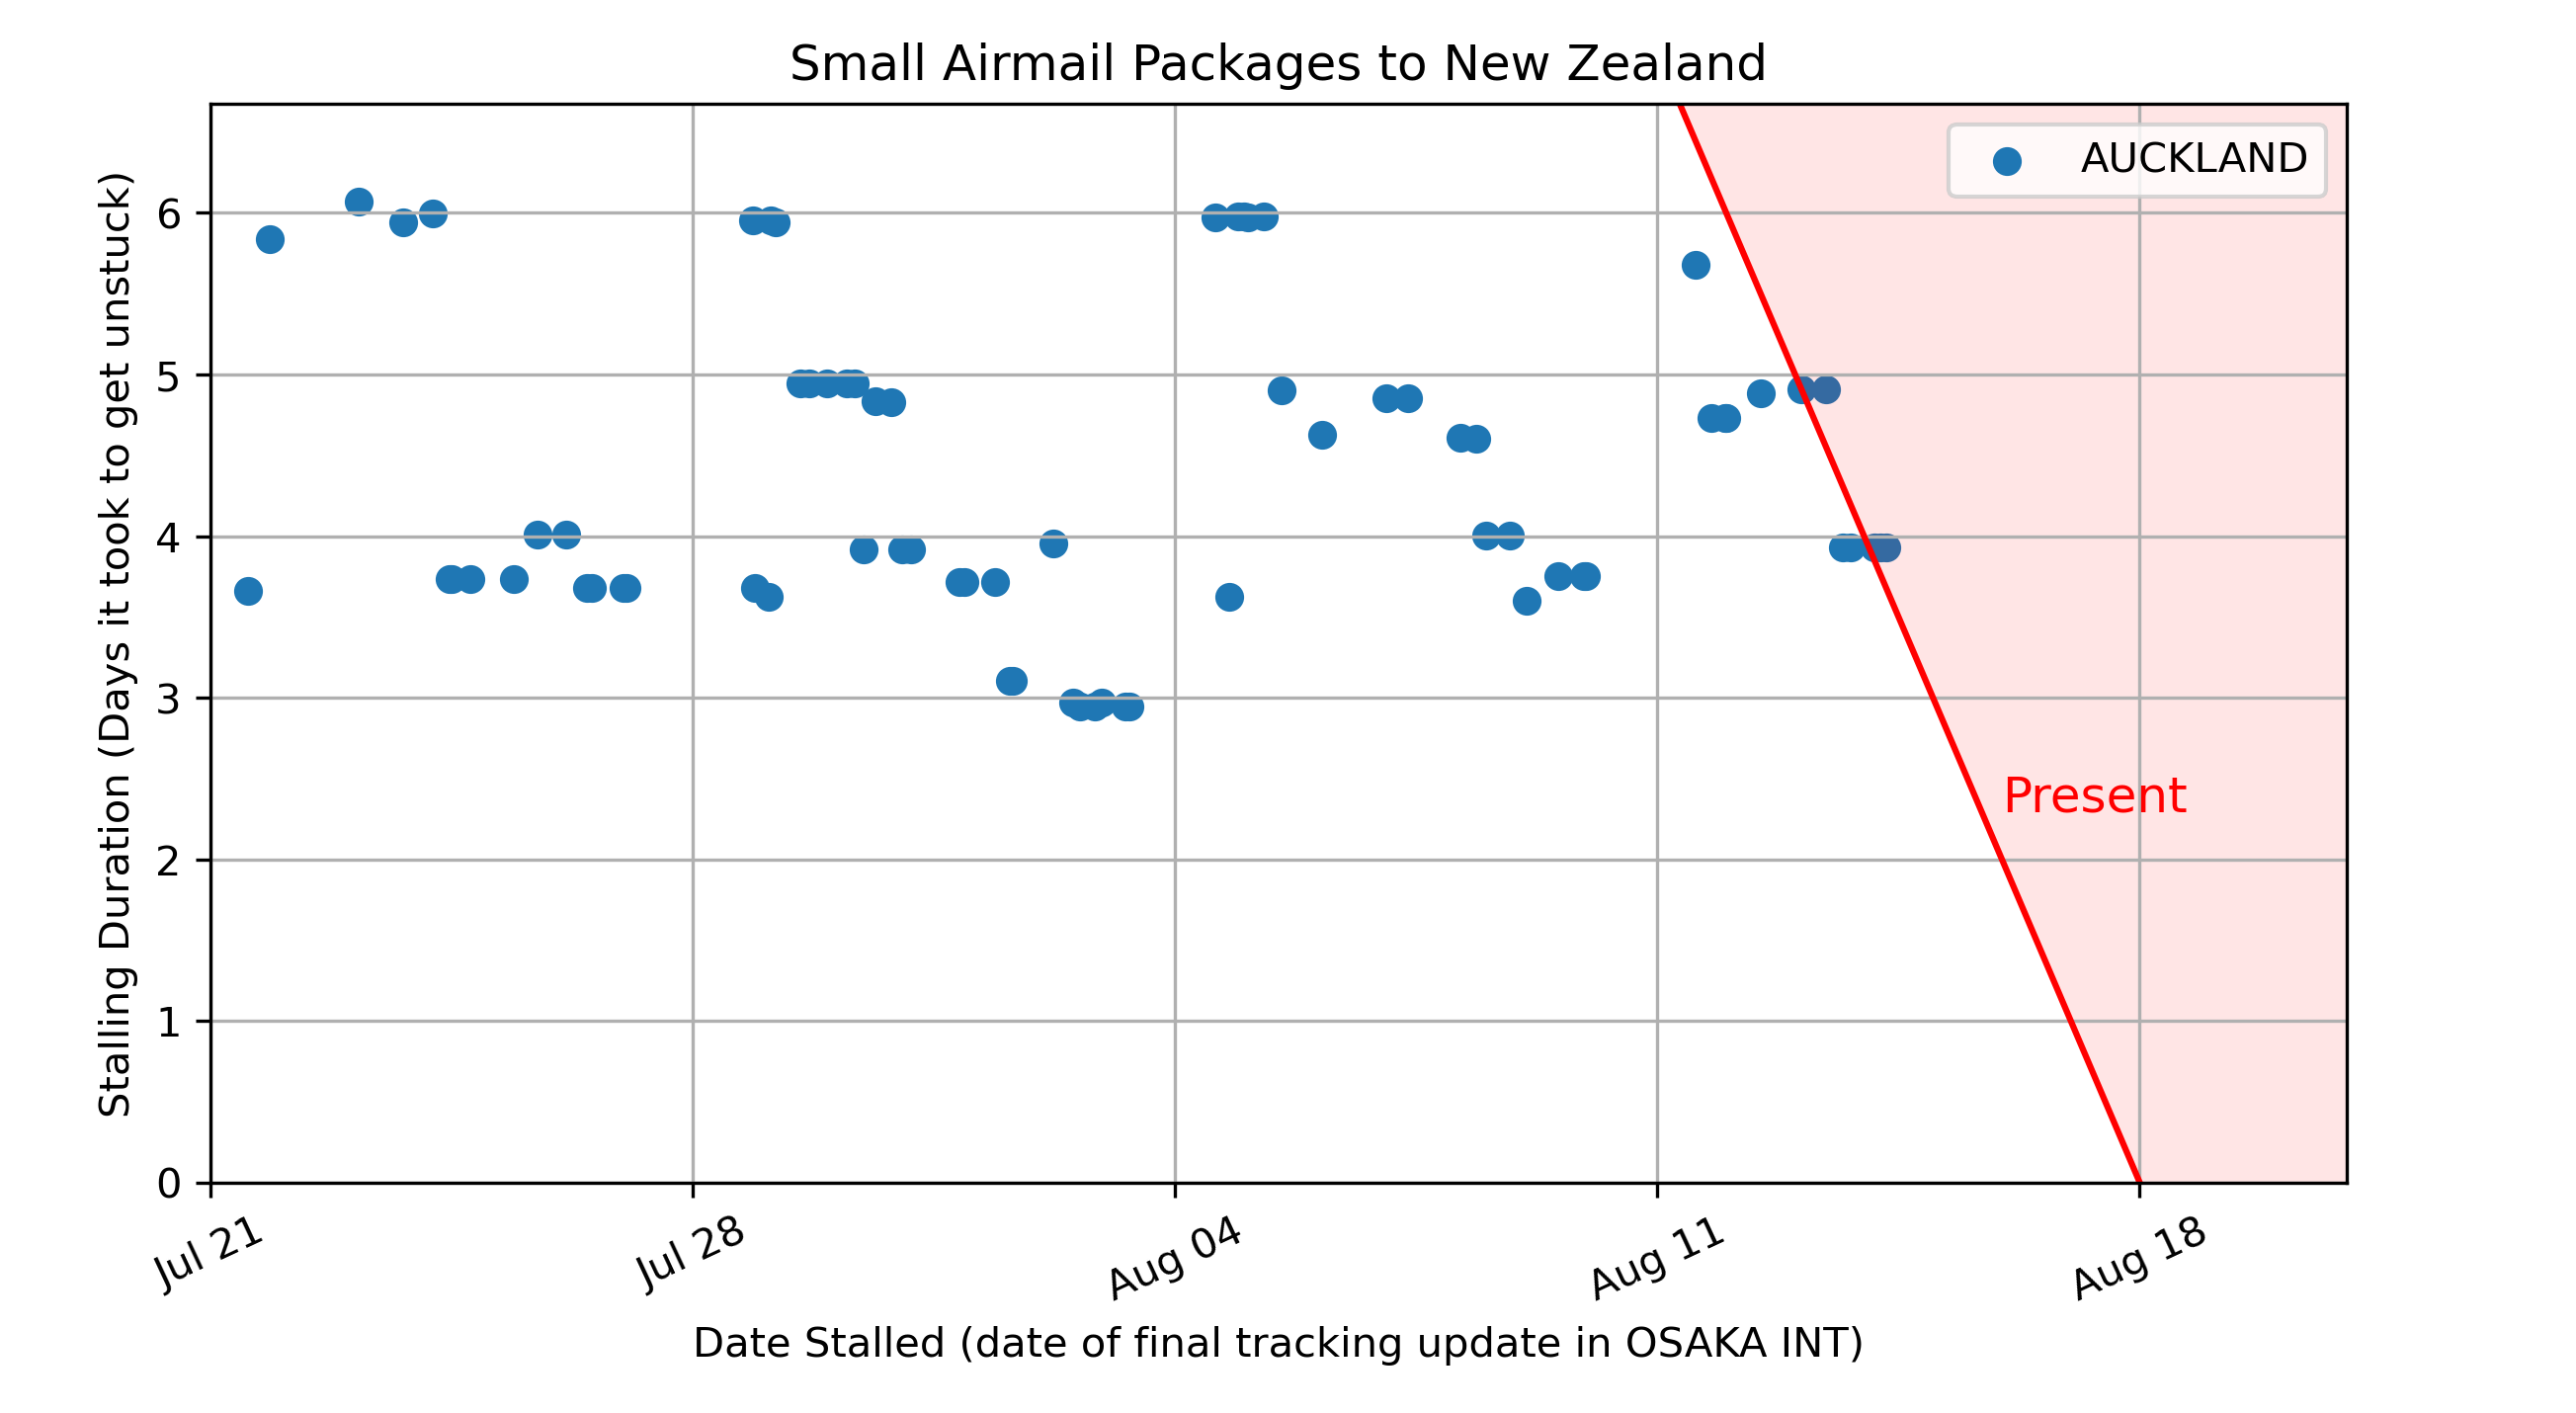 Small Airmail Packages to New Zealand
AUCKLAND
Stalling Duration (Days it took to get unstuck)
6
5
4
3
2
1
0
Present
Jul 21
Jul 28
Aug 04
Aug 11
Aug 18
Date Stalled (date of final tracking update in OSAKA INT)